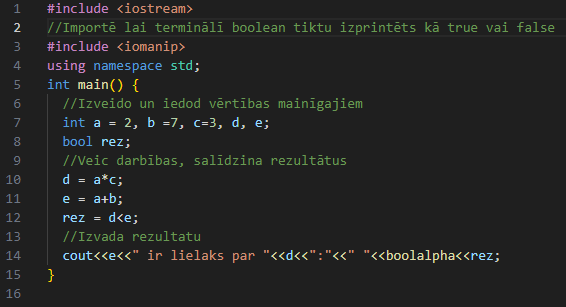 1 #include <iostream>
2 //Importē lai terminālī boolean tiktu izprintēts kā true vai false
3 #include <iomanip>
4 using namespace std;
5 int main() {
6 //Izveido un iedod vērtības mainīgajiem
7 int a = 2, b =7, c=3, d, e;
8 bool rez;
9 //Veic darbības, salīdzina rezultātus
10 d = a*c;
11 e = a+b;
12 rez = d<e;
13 //Izvada rezultatu
14 cout<<e<<" ir lielaks par "<<d<<":"<<" "<<boolalpha<<rez;
15 }
16